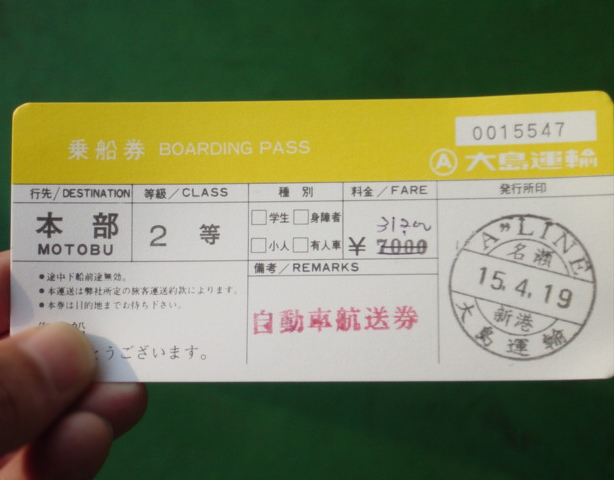 0015547
乗船券 BOARDING PASS
Ⓐ 大島運輸
行先/DESTINATION 等級/CLASS 種別 料金/FARE 発行所印
本部
MOTOBU
2 等
□学生 □身障者
□小人 □有人車
¥ 7000
備考/REMARKS
自動車航送券
●途中下船前途無効。
●本運送は弊社所定の旅客運送約款によります。
●本券は目的地までお待ち下さい。
とうございます。
A"LINE
名瀬
15.4.19
新港
大島運輸